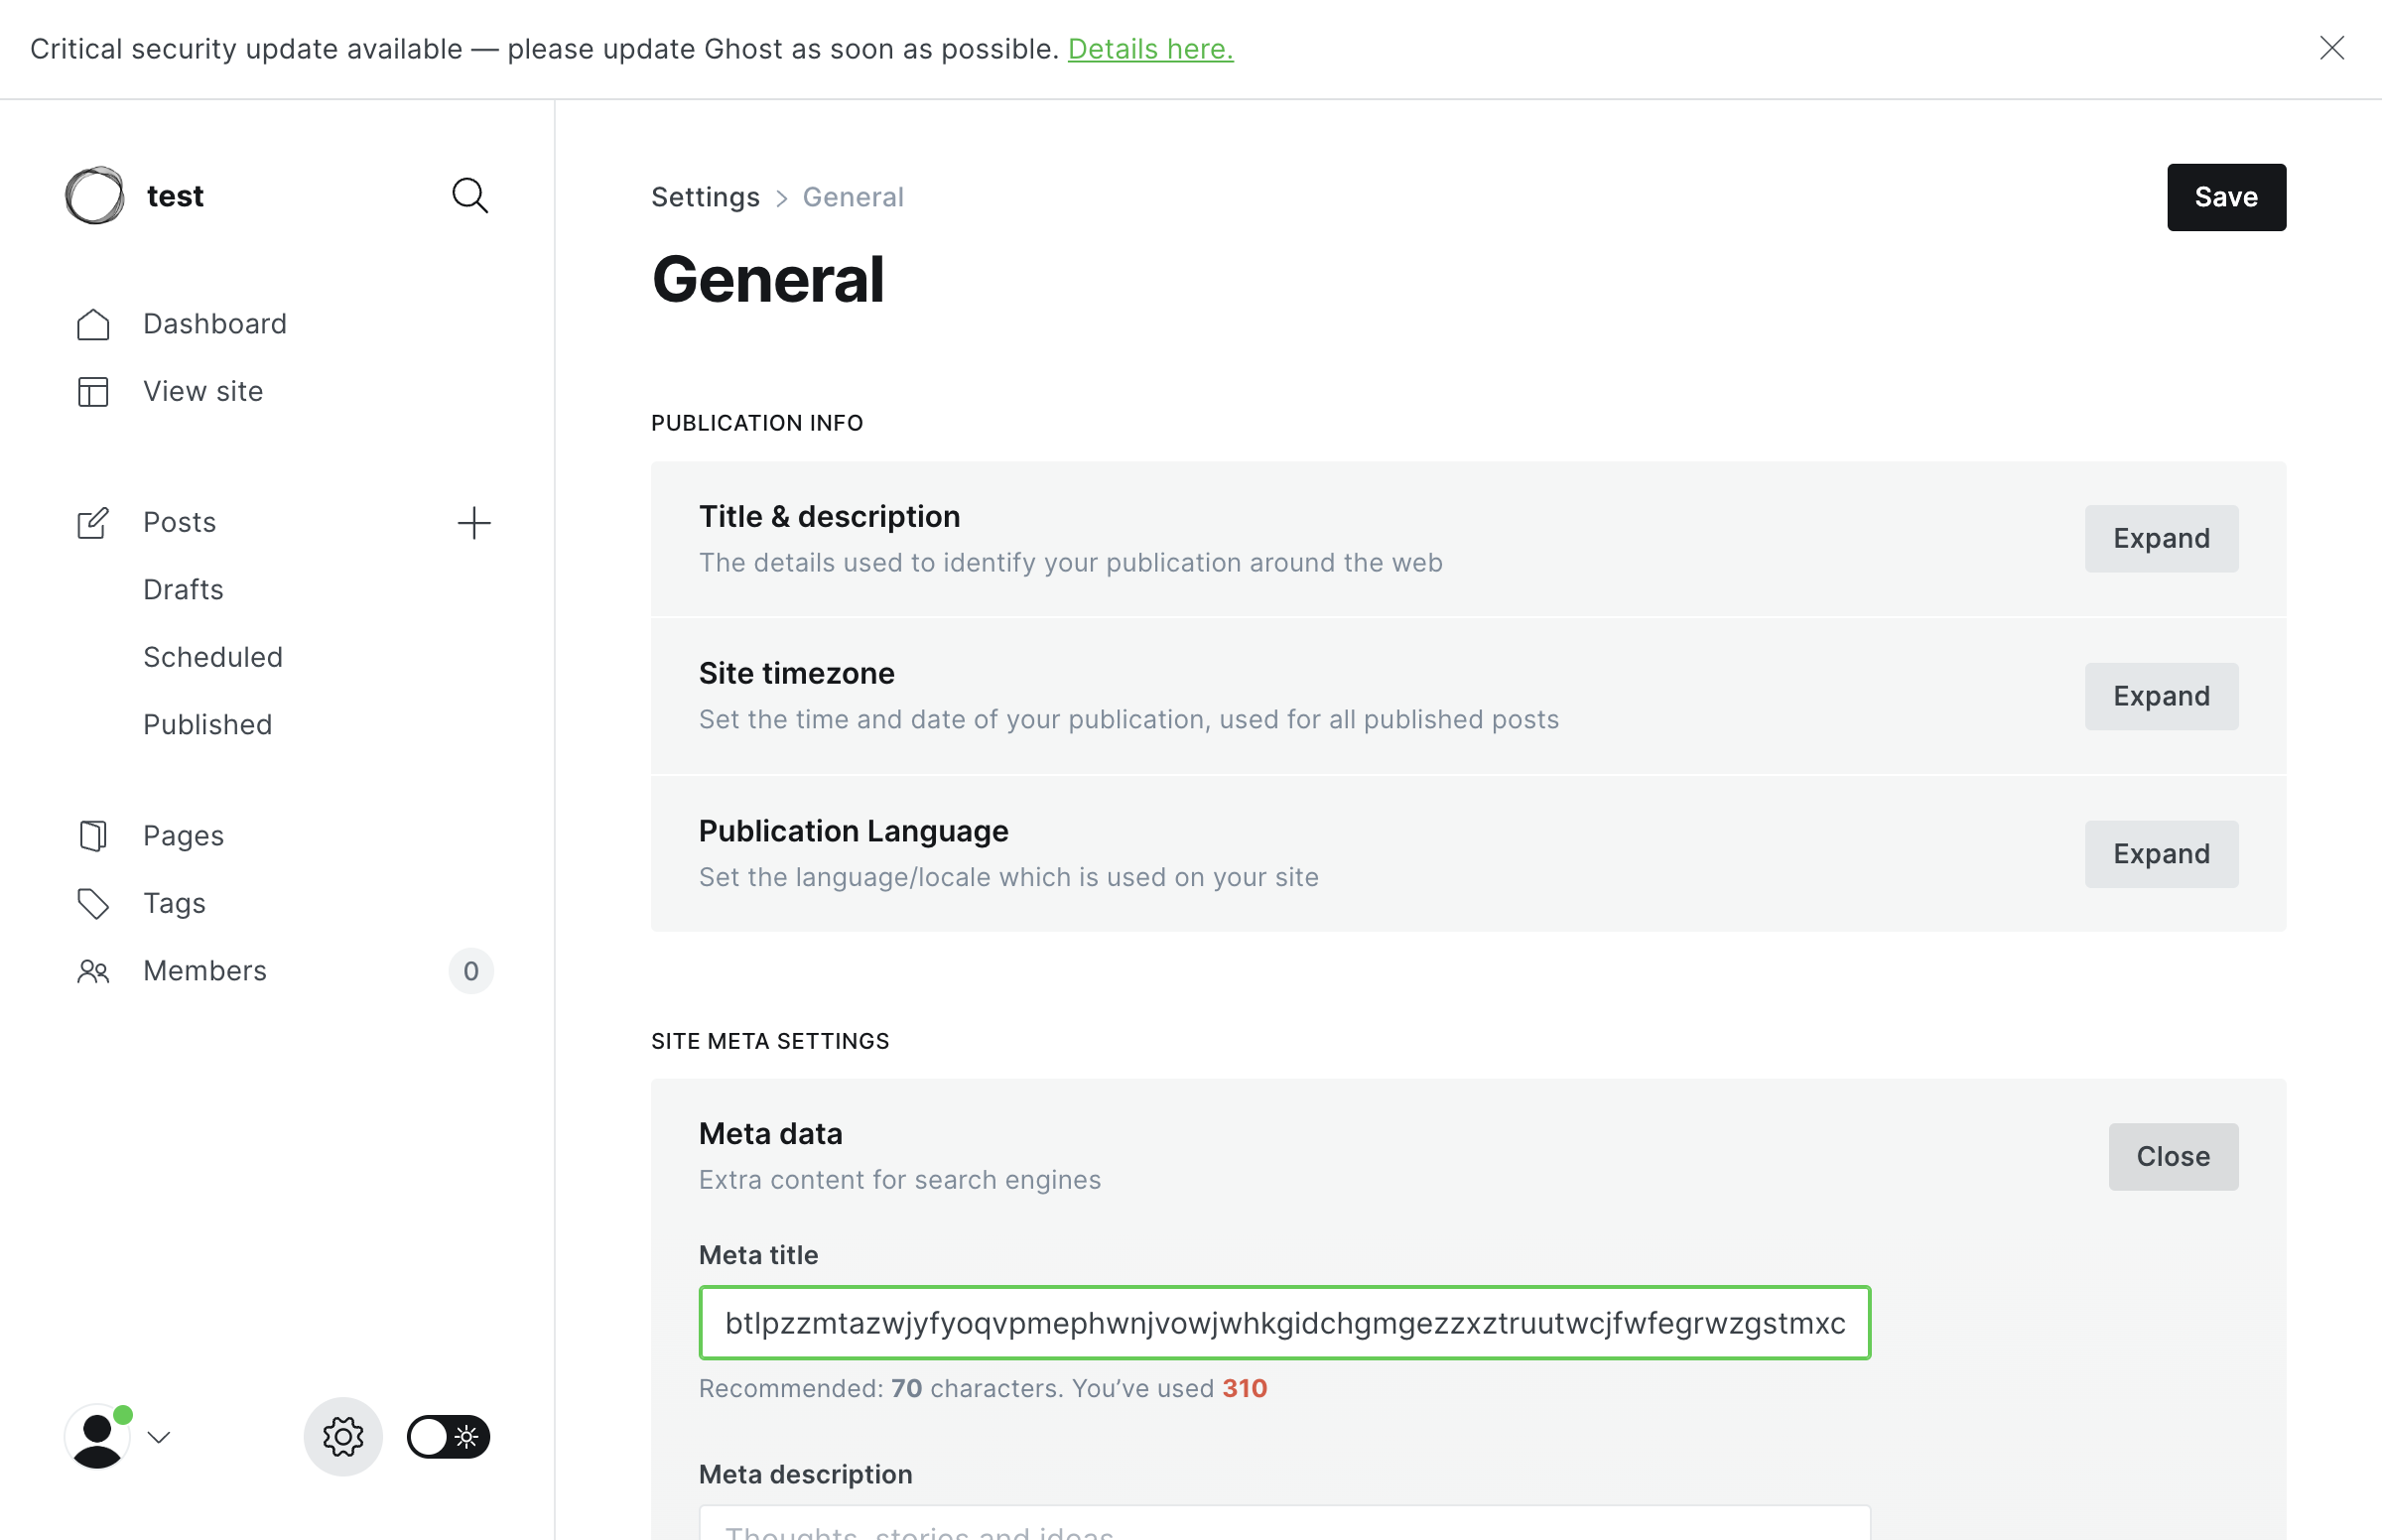 Critical security update available — please update Ghost as soon as possible. Details here.
test
Dashboard
View site
Posts
Drafts
Scheduled
Published
Pages
Tags
Members 0
Settings > General
Save
General
PUBLICATION INFO
Title & description
The details used to identify your publication around the web
Expand
Site timezone
Set the time and date of your publication, used for all published posts
Expand
Publication Language
Set the language/locale which is used on your site
Expand
SITE META SETTINGS
Meta data
Extra content for search engines
Close
Meta title
btlpzzmtazwjyfyoqvpmephwnjvowjwhkgidchgmgezzxztruutwcjfwfegrwzgstmxc
Recommended: 70 characters. You’ve used 310
Meta description
Thoughts, stories and ideas.